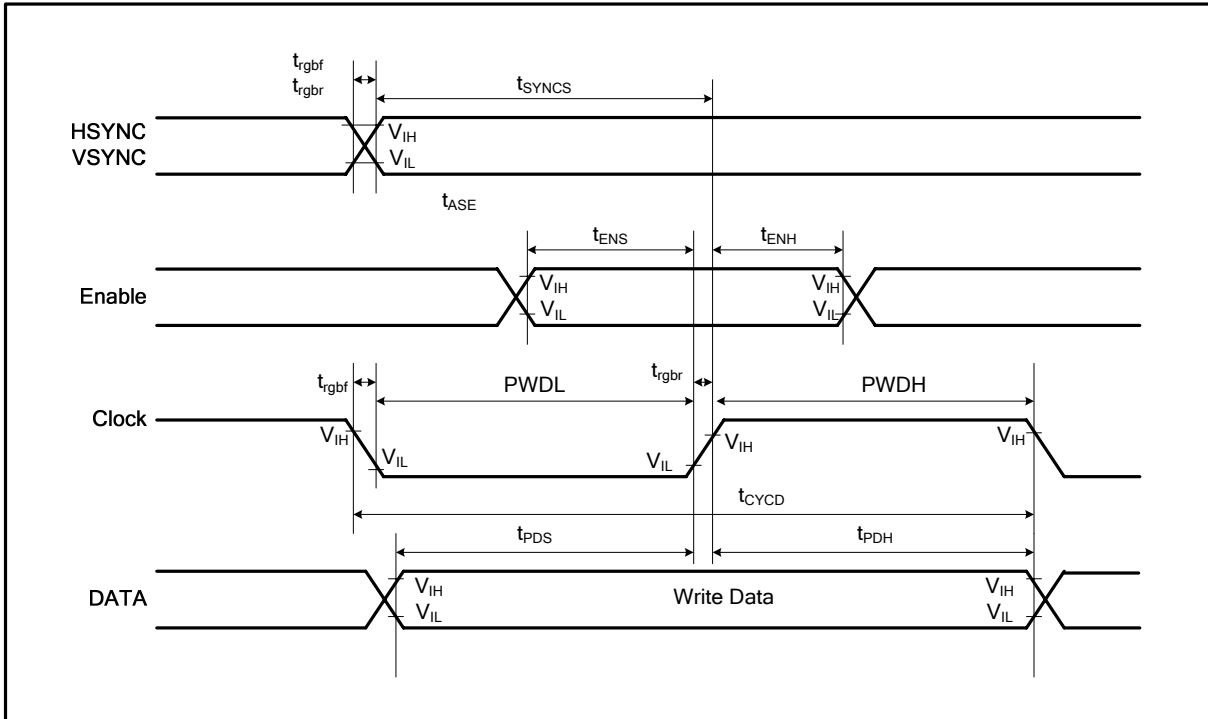 trgbf
trgbr
tSYNCS
HSYNC
VSYNC
VIH
VIL
tASE
tENS
tENH
Enable
VIH
VIL
VIH
VIL
trgbf
PWDL
trgbr
PWDH
Clock
VIH
VIL
VIL
VIH
VIH
tCYCD
tPDS
tPDH
DATA
VIH
VIL
Write Data
VIH
VIL